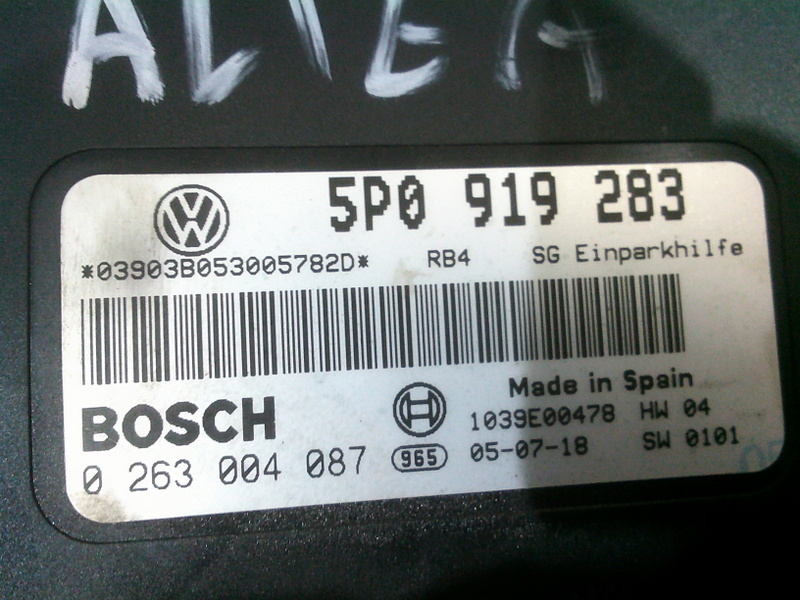 ALTEA
5P0 919 283
*03903B053005782D* RB4 SG Einparkhilfe
Made in Spain
BOSCH
1039E00478 HW 04
0 263 004 087 965 05-07-18 SW 0101